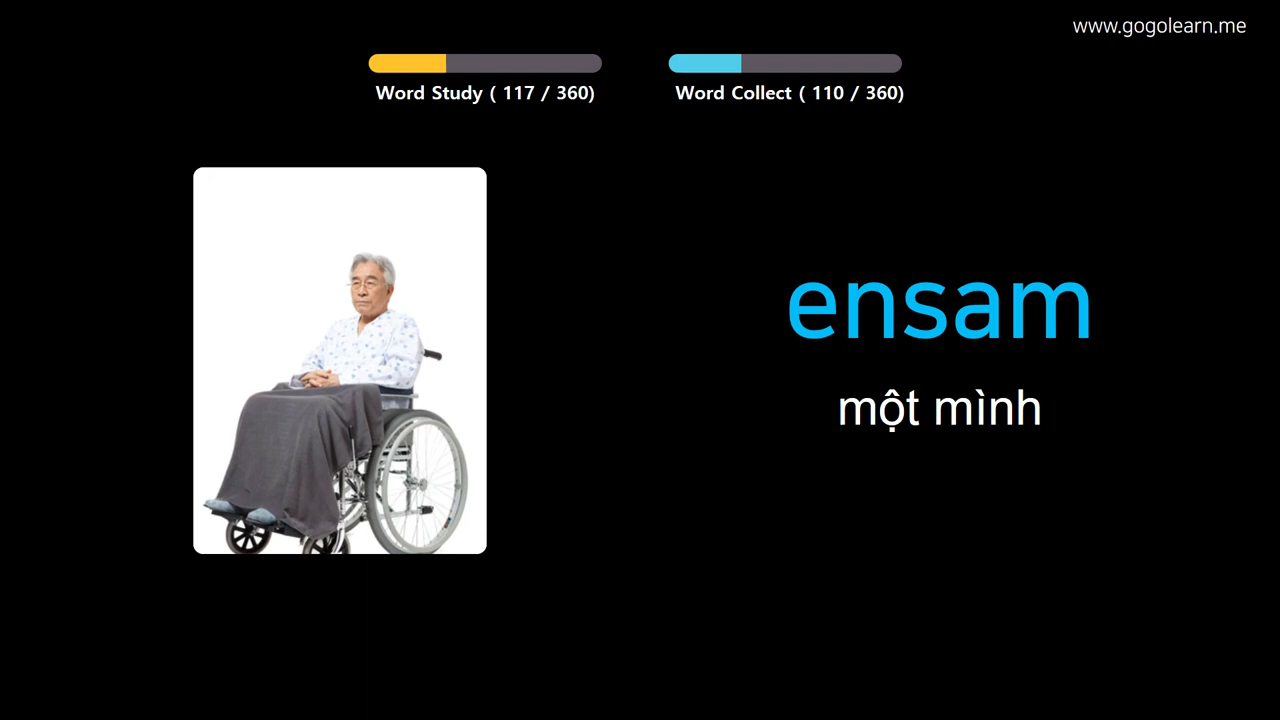 www.gogolearn.me
Word Study ( 117 / 360)
Word Collect ( 110 / 360)
ensam
một mình